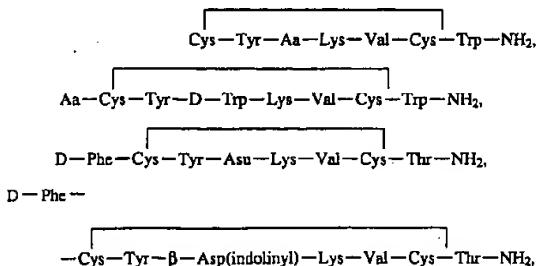 Cys—Tyr—Aa—Lys—Val—Cys—Trp—NH₂,
Aa—Cys—Tyr—D—Trp—Lys—Val—Cys—Trp—NH₂,
D—Phe—Cys—Tyr—Asu—Lys—Val—Cys—Thr—NH₂,
D—Phe—
—Cys—Tyr—β—Asp(indolinyl)—Lys—Val—Cys—Thr—NH₂,